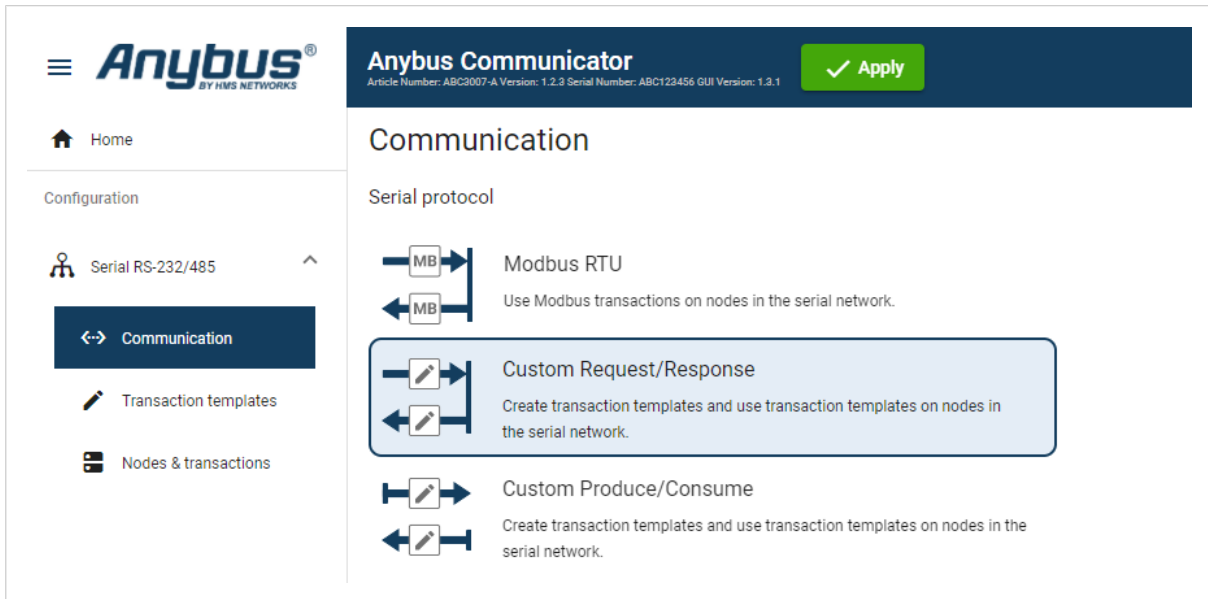 Anybus®
BY HMS NETWORKS
Anybus Communicator
Article Number: ABC3007-A Version: 1.2.3 Serial Number: ABC123456 GUI Version: 1.3.1
Apply
Home
Configuration
Serial RS-232/485
Communication
Transaction templates
Nodes & transactions
Communication
Serial protocol
MB
MB
Modbus RTU
Use Modbus transactions on nodes in the serial network.
Custom Request/Response
Create transaction templates and use transaction templates on nodes in
the serial network.
Custom Produce/Consume
Create transaction templates and use transaction templates on nodes in the
serial network.